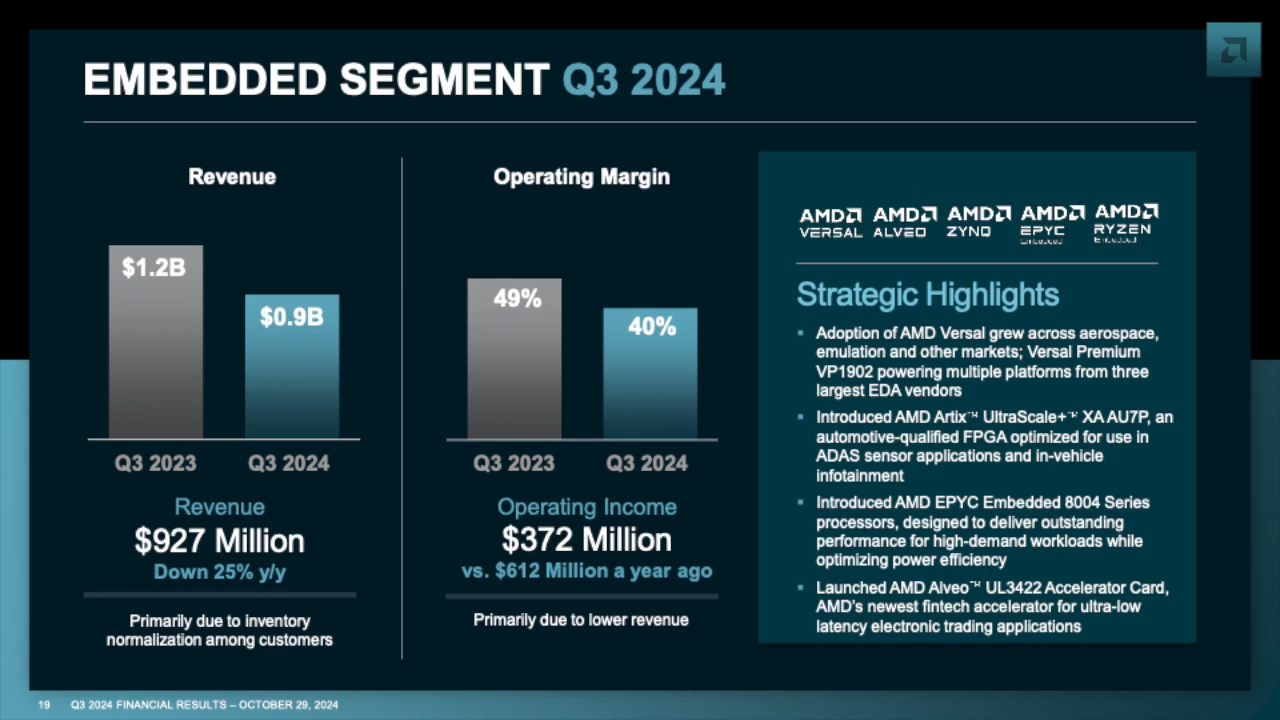 EMBEDDED SEGMENT Q3 2024
Revenue
$1.2B
$0.9B
Q3 2023
Q3 2024
Revenue
$927 Million
Down 25% y/y
Primarily due to inventory
normalization among customers
Operating Margin
49%
40%
Q3 2023
Q3 2024
Operating Income
$372 Million
vs. $612 Million a year ago
Primarily due to lower revenue
AMD VERSAL
AMD ALVEO
AMD ZYNQ
AMD EPYC Embedded
AMD RYZEN Embedded
Strategic Highlights
▪ Adoption of AMD Versal grew across aerospace,
emulation and other markets; Versal Premium
VP1902 powering multiple platforms from three
largest EDA vendors
▪ Introduced AMD Artix™ UltraScale+™ XA AU7P, an
automotive-qualified FPGA optimized for use in
ADAS sensor applications and in-vehicle
infotainment
▪ Introduced AMD EPYC Embedded 8004 Series
processors, designed to deliver outstanding
performance for high-demand workloads while
optimizing power efficiency
▪ Launched AMD Alveo™ UL3422 Accelerator Card,
AMD's newest fintech accelerator for ultra-low
latency electronic trading applications
19 Q3 2024 FINANCIAL RESULTS – OCTOBER 29, 2024